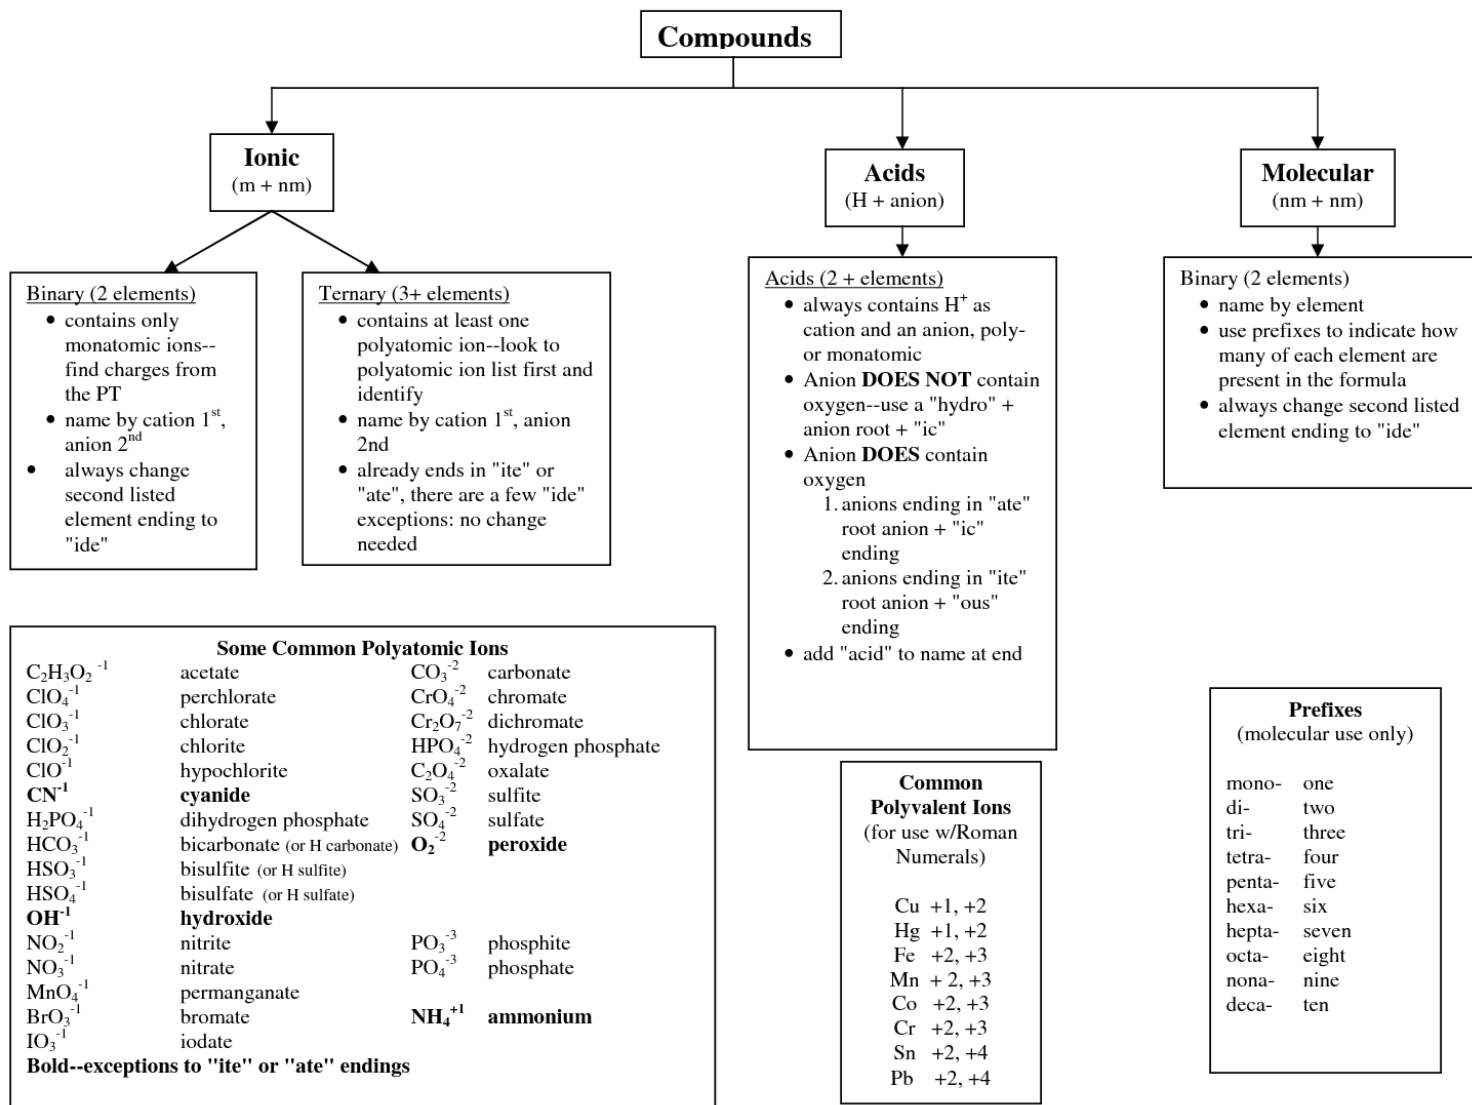 Compounds
Ionic
(m + nm)
Acids
(H + anion)
Molecular
(nm + nm)
Binary (2 elements)
• contains only
monatomic ions--
find charges from
the PT
• name by cation 1st,
anion 2nd
• always change
second listed
element ending to
"ide"
Ternary (3+ elements)
• contains at least one
polyatomic ion--look to
polyatomic ion list first and
identify
• name by cation 1st, anion
2nd
• already ends in "ite" or
"ate", there are a few "ide"
exceptions: no change
needed
Acids (2 + elements)
• always contains H⁺ as
cation and an anion, poly-
or monatomic
• Anion DOES NOT contain
oxygen--use a "hydro" +
anion root + "ic"
• Anion DOES contain
oxygen
1. anions ending in "ate"
root anion + "ic"
ending
2. anions ending in "ite"
root anion + "ous"
ending
• add "acid" to name at end
Binary (2 elements)
• name by element
• use prefixes to indicate how
many of each element are
present in the formula
• always change second listed
element ending to "ide"
Some Common Polyatomic Ions
C₂H₃O₂⁻¹ acetate CO₃⁻² carbonate
ClO₄⁻¹ perchlorate CrO₄⁻² chromate
ClO₃⁻¹ chlorate Cr₂O₇⁻² dichromate
ClO₂⁻¹ chlorite HPO₄⁻² hydrogen phosphate
ClO⁻¹ hypochlorite C₂O₄⁻² oxalate
CN⁻¹ cyanide SO₃⁻² sulfite
H₂PO₄⁻¹ dihydrogen phosphate SO₄⁻² sulfate
HCO₃⁻¹ bicarbonate (or H carbonate) O₂⁻² peroxide
HSO₃⁻¹ bisulfite (or H sulfite)
HSO₄⁻¹ bisulfate (or H sulfate)
OH⁻¹ hydroxide
NO₂⁻¹ nitrite PO₃⁻³ phosphite
NO₃⁻¹ nitrate PO₄⁻³ phosphate
MnO₄⁻¹ permanganate
BrO₃⁻¹ bromate NH₄⁺¹ ammonium
IO₃⁻¹ iodate
Bold--exceptions to "ite" or "ate" endings
Common
Polyvalent Ions
(for use w/Roman
Numerals)
Cu +1, +2
Hg +1, +2
Fe +2, +3
Mn + 2, +3
Co +2, +3
Cr +2, +3
Sn +2, +4
Pb +2, +4
Prefixes
(molecular use only)
mono- one
di- two
tri- three
tetra- four
penta- five
hexa- six
hepta- seven
octa- eight
nona- nine
deca- ten